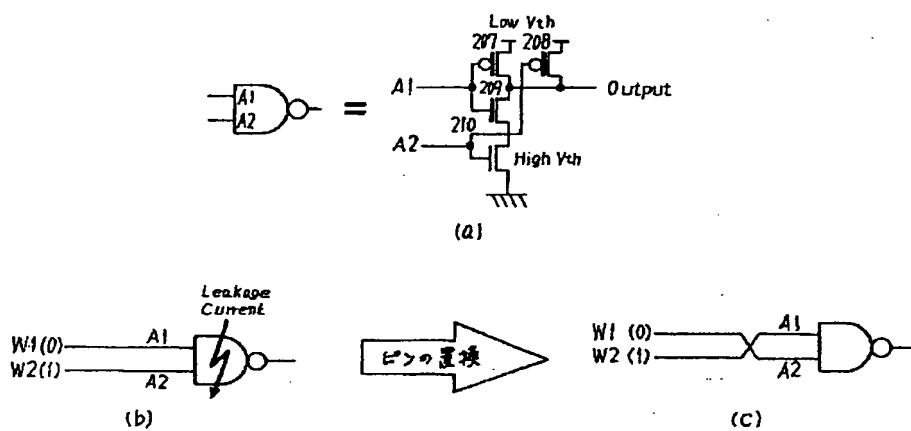 Low Vth
207 208
A1 209 Output
A1
A2 =
210
A2 High Vth
(a)
Leakage
Current
W1(0) A1
W2(1) A2
(b)
ピンの置換
W1 (0) A1
W2 (1) A2
(c)